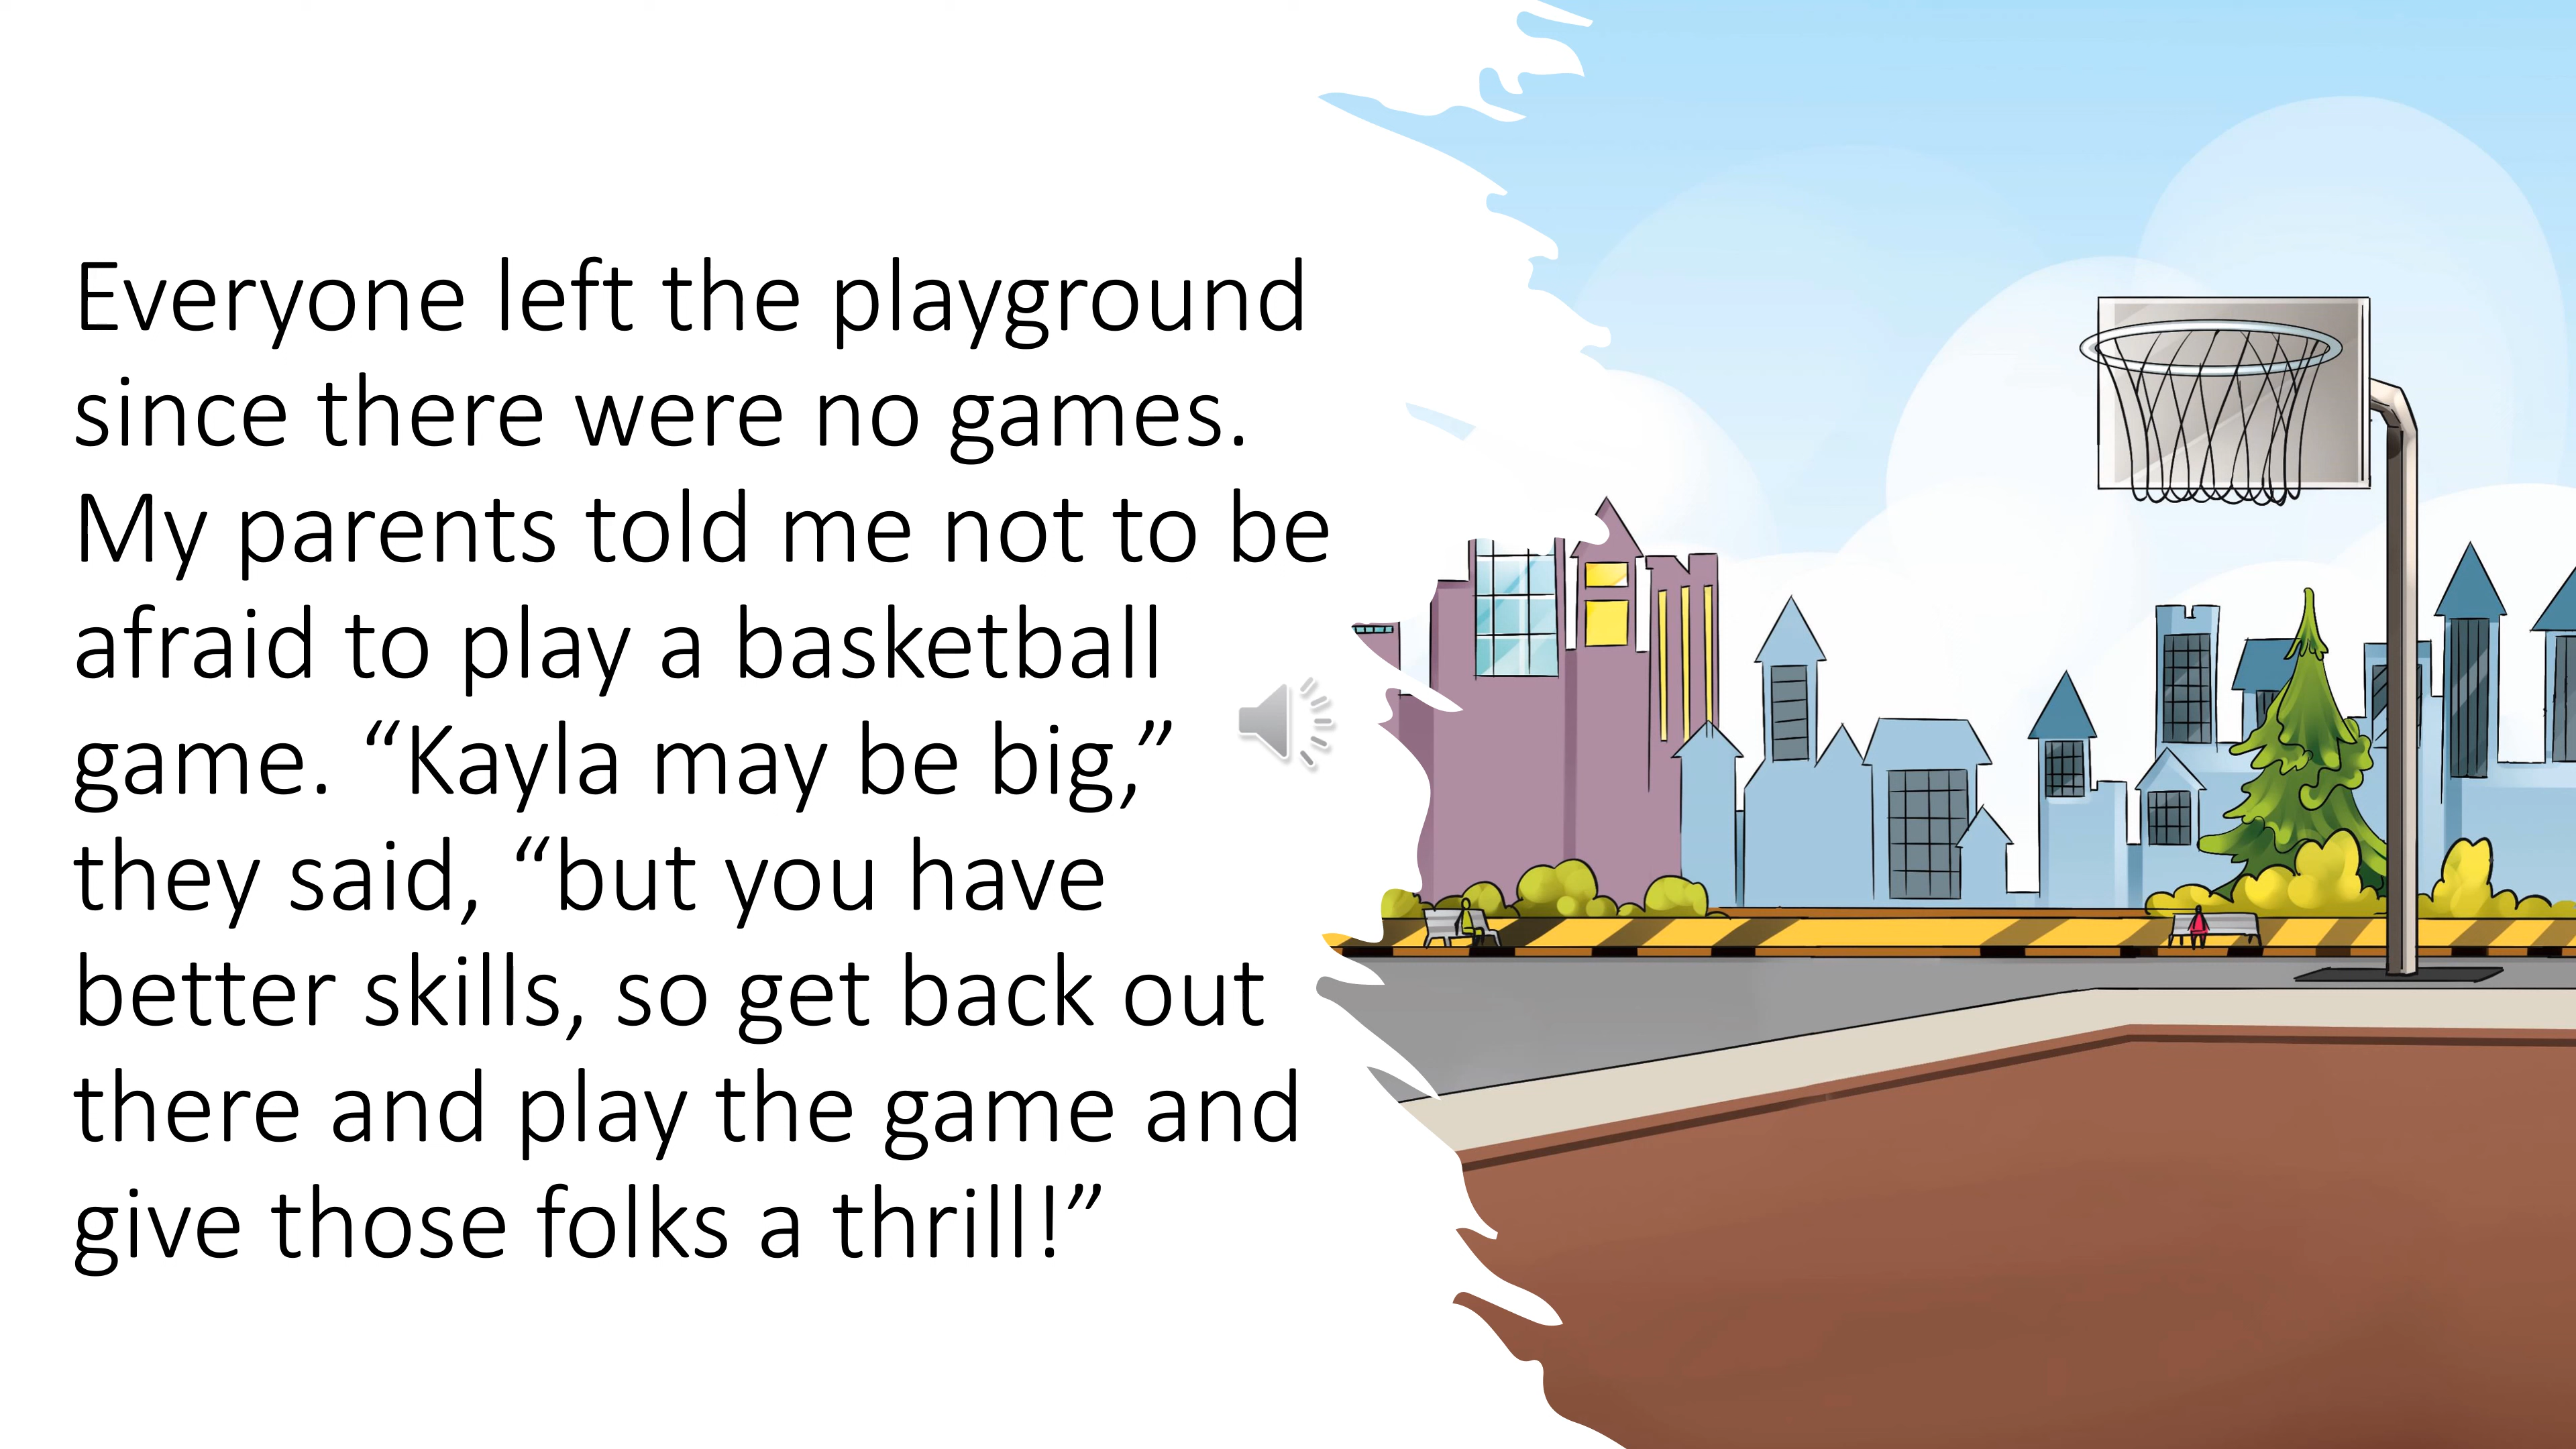 Everyone left the playground
since there were no games.
My parents told me not to be
afraid to play a basketball
game. “Kayla may be big,”
they said, “but you have
better skills, so get back out
there and play the game and
give those folks a thrill!”